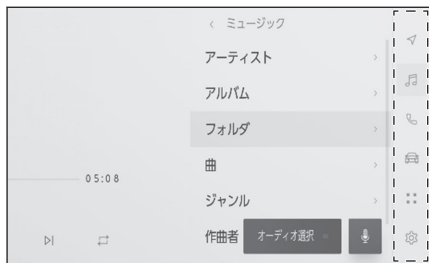 ミュージック
アーティスト
アルバム
フォルダ
曲
05:08
ジャンル
作曲者
オーディオ選択